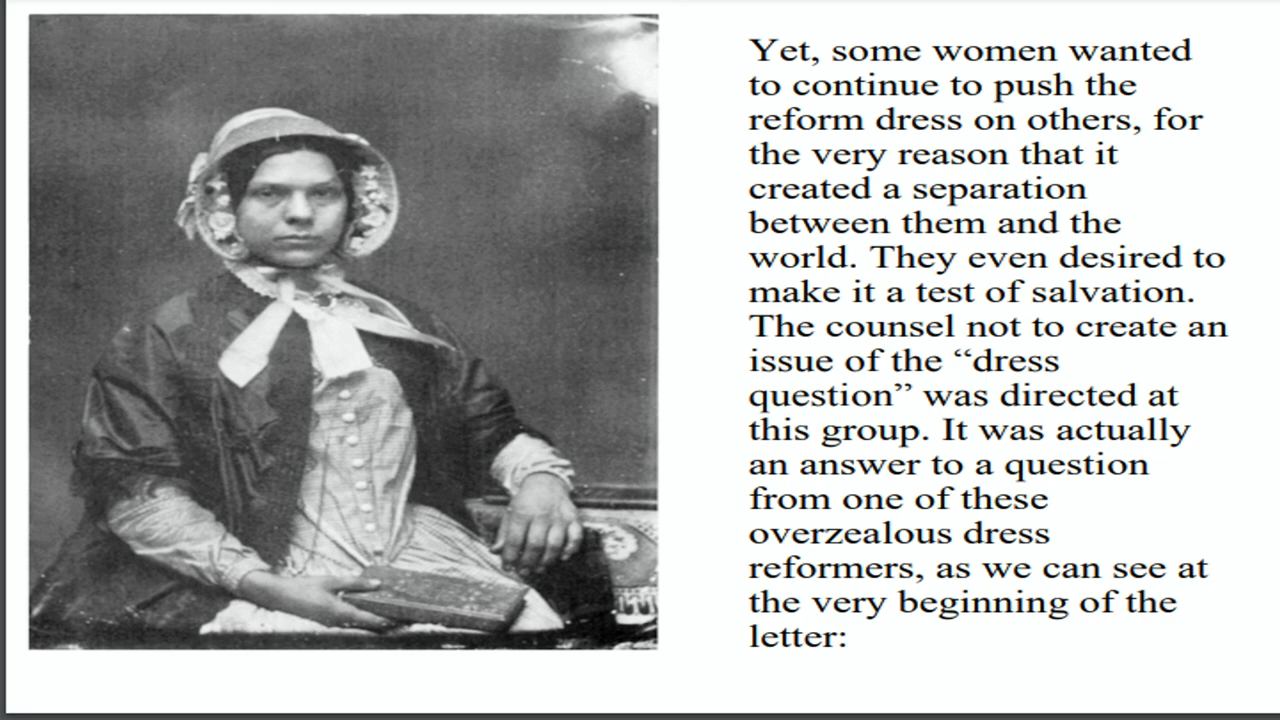 Yet, some women wanted
to continue to push the
reform dress on others, for
the very reason that it
created a separation
between them and the
world. They even desired to
make it a test of salvation.
The counsel not to create an
issue of the “dress
question” was directed at
this group. It was actually
an answer to a question
from one of these
overzealous dress
reformers, as we can see at
the very beginning of the
letter: